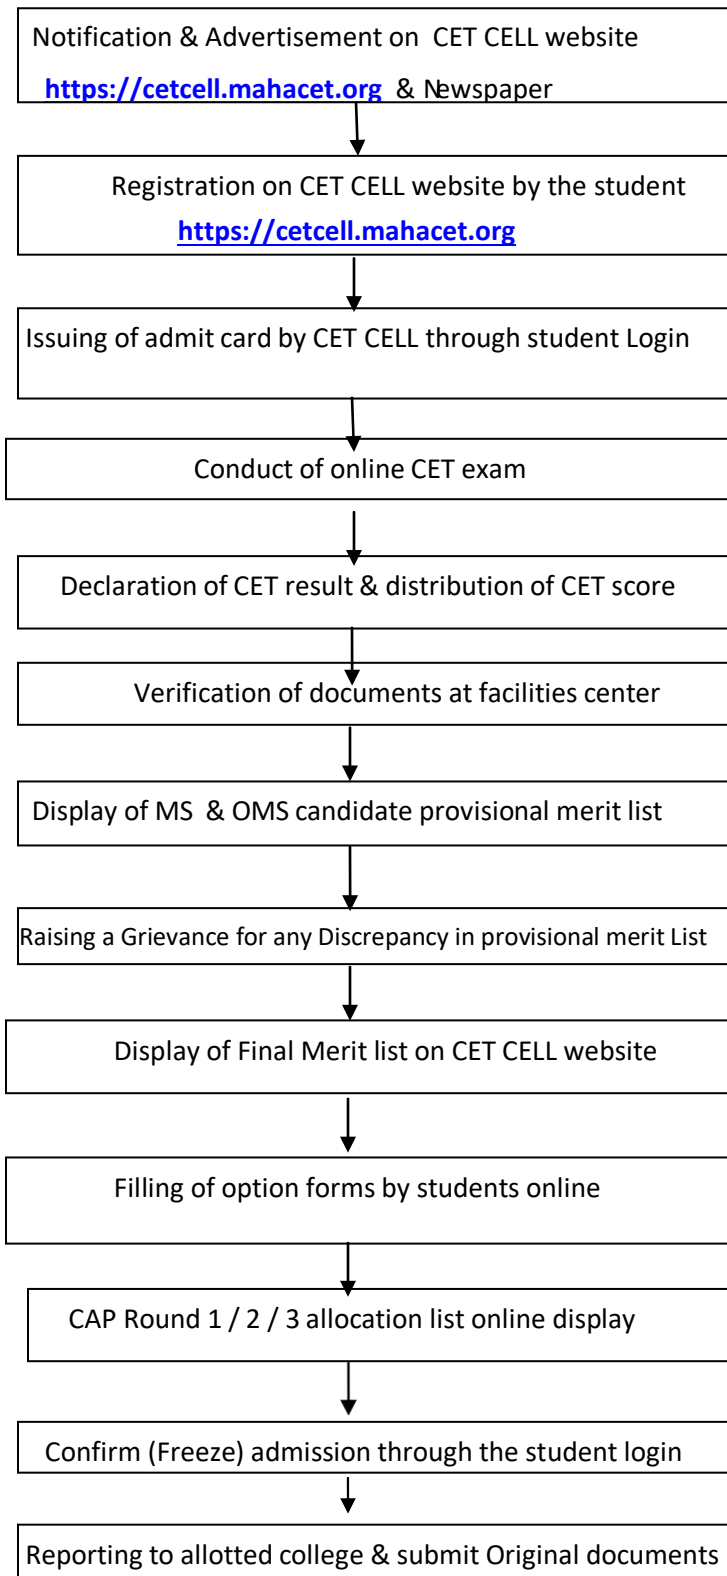 Notification & Advertisement on CET CELL website
https://cetcell.mahacet.org & Newspaper
Registration on CET CELL website by the student
https://cetcell.mahacet.org
Issuing of admit card by CET CELL through student Login
Conduct of online CET exam
Declaration of CET result & distribution of CET score
Verification of documents at facilities center
Display of MS & OMS candidate provisional merit list
Raising a Grievance for any Discrepancy in provisional merit List
Display of Final Merit list on CET CELL website
Filling of option forms by students online
CAP Round 1 / 2 / 3 allocation list online display
Confirm (Freeze) admission through the student login
Reporting to allotted college & submit Original documents